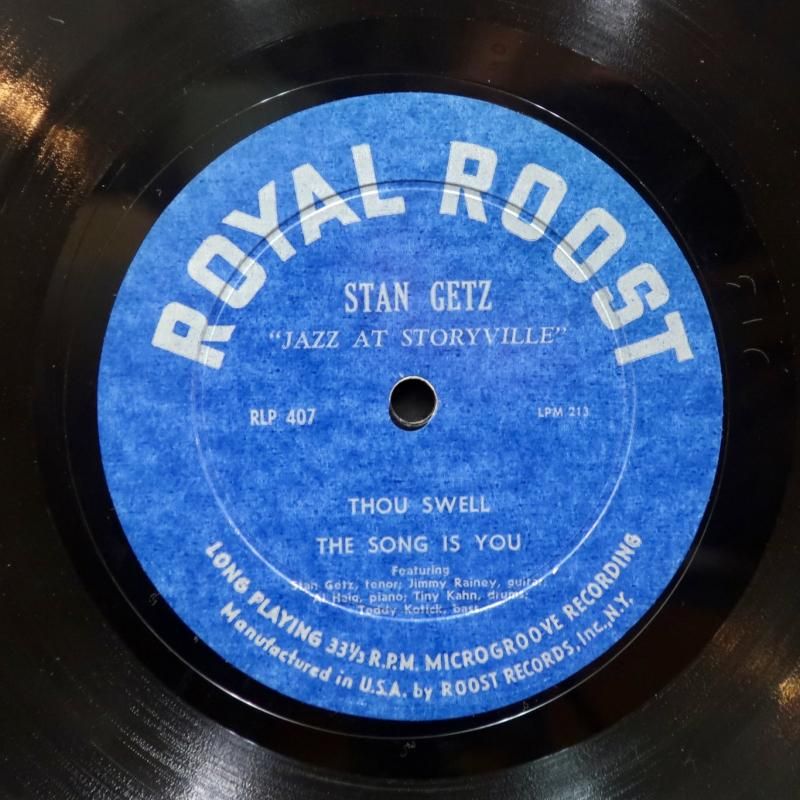 ROYAL ROOST
STAN GETZ
"JAZZ AT STORYVILLE"
RLP 407
LPM 213
THOU SWELL
THE SONG IS YOU
Featuring
Stan Getz, tenor; Jimmy Rainey, guitar,
Al Haig, piano; Tiny Kahn, drums;
Teddy Kotick, bass
LONG PLAYING 33⅓ R.P.M. MICROGROOVE RECORDING
Manufactured in U.S.A. by ROOST RECORDS, Inc., N.Y.